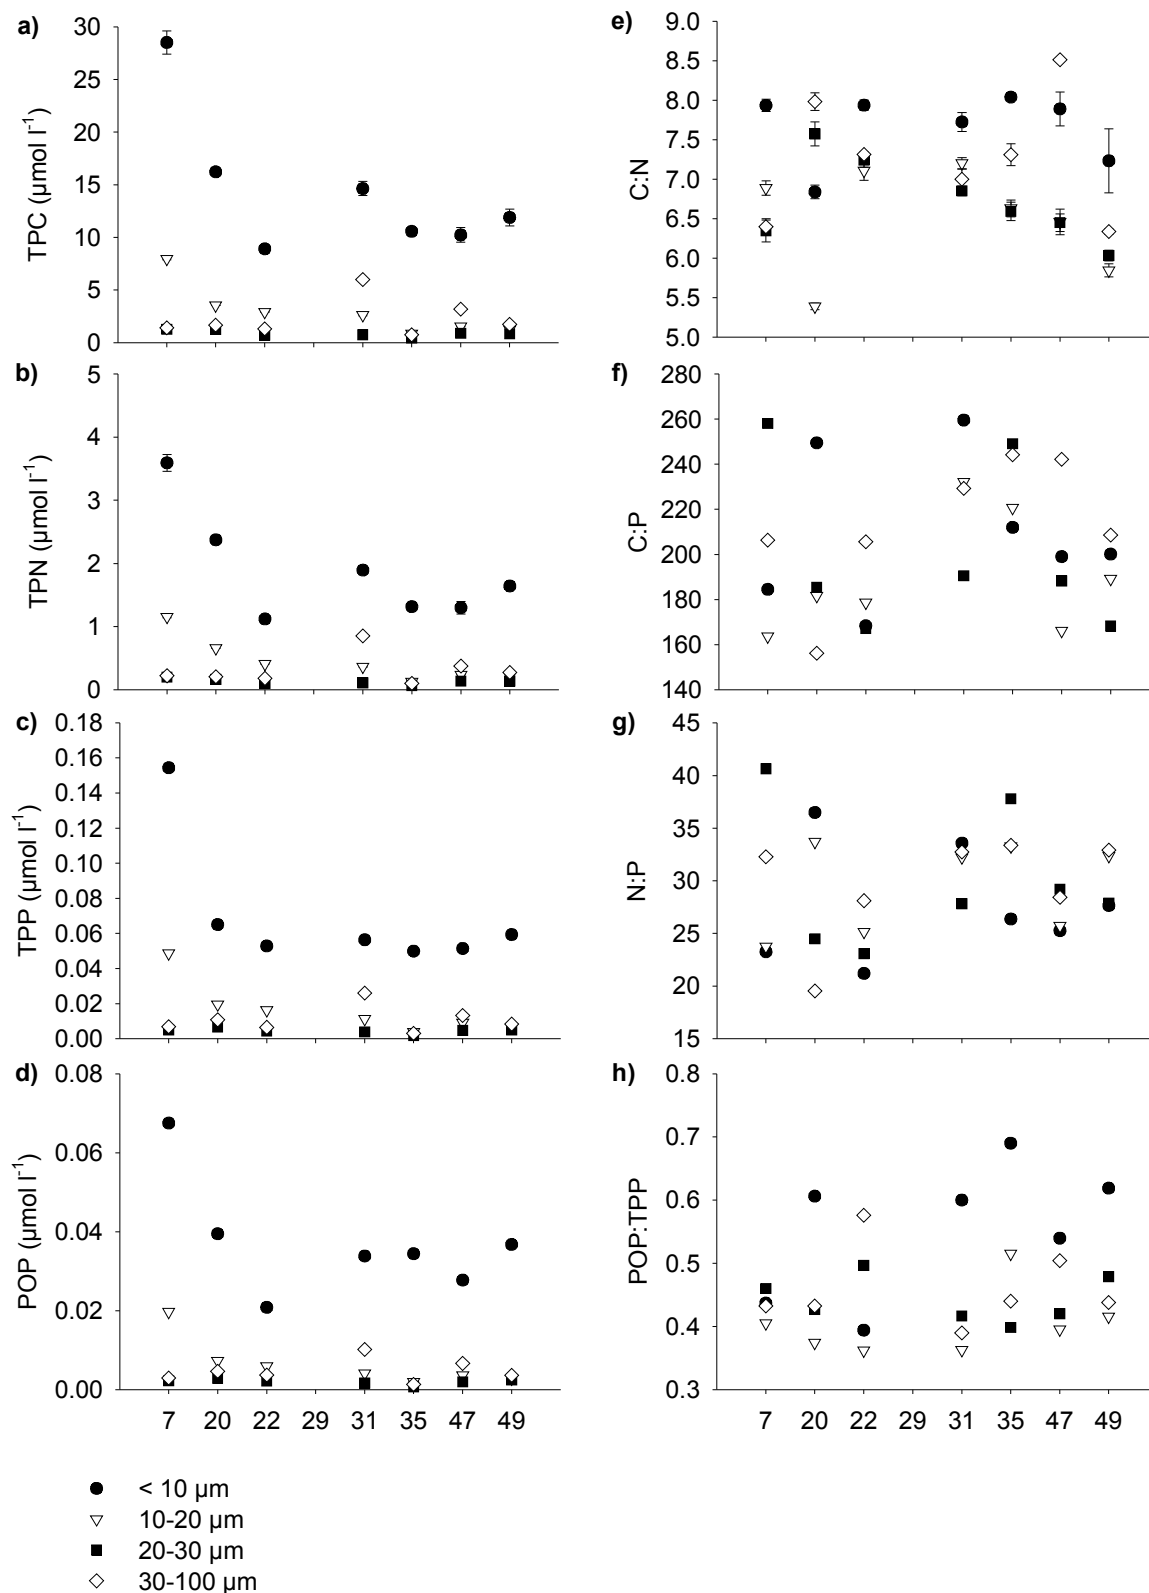 a)
30
25
20
15
10
5
0
TPC (µmol l⁻¹)
b)
5
4
3
2
1
0
TPN (µmol l⁻¹)
c)
0.18
0.16
0.14
0.12
0.10
0.08
0.06
0.04
0.02
0.00
TPP (µmol l⁻¹)
d)
0.08
0.06
0.04
0.02
0.00
POP (µmol l⁻¹)
7 20 22 29 31 35 47 49
e)
9.0
8.5
8.0
7.5
7.0
6.5
6.0
5.5
5.0
C:N
f)
280
260
240
220
200
180
160
140
C:P
g)
45
40
35
30
25
20
15
N:P
h)
0.8
0.7
0.6
0.5
0.4
0.3
POP:TPP
7 20 22 29 31 35 47 49
< 10 µm
10-20 µm
20-30 µm
30-100 µm